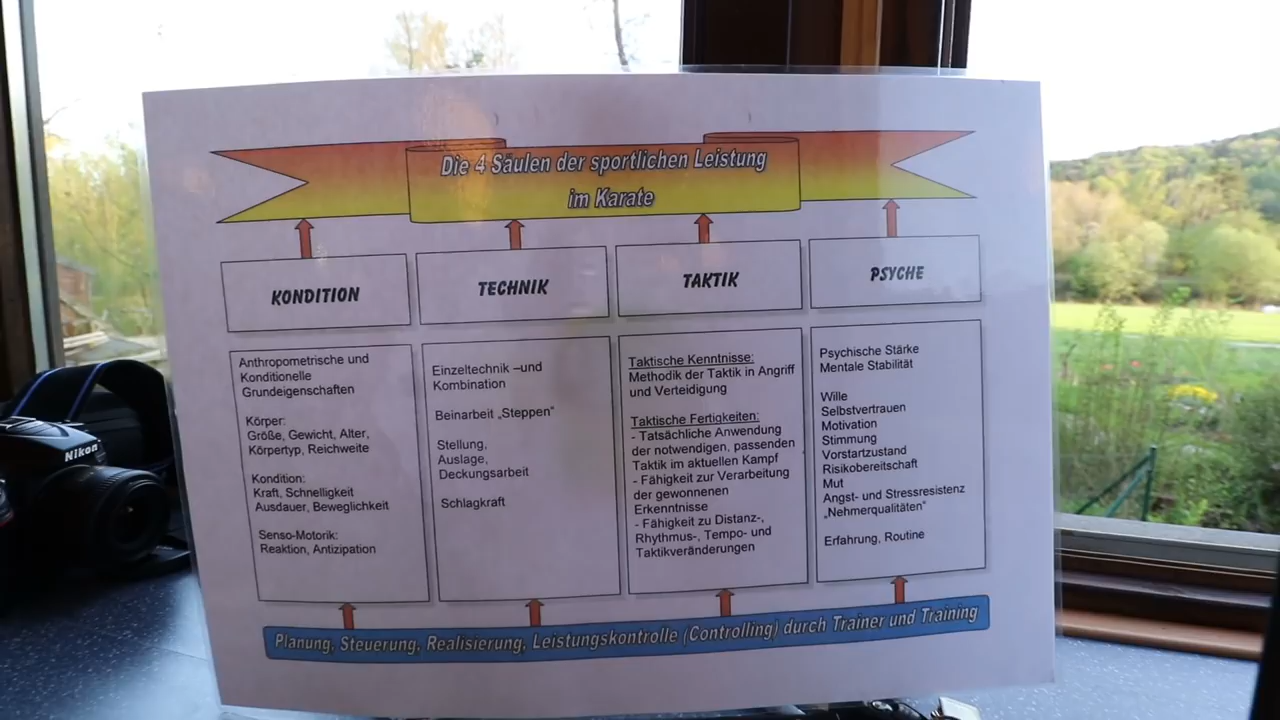 Die 4 Säulen der sportlichen Leistung
im Karate
KONDITION
TECHNIK
TAKTIK
PSYCHE
Anthropometrische und
Konditionelle
Grundeigenschaften
Körper:
Größe, Gewicht, Alter,
Körpertyp, Reichweite
Kondition:
Kraft, Schnelligkeit
Ausdauer, Beweglichkeit
Senso-Motorik:
Reaktion, Antizipation
Einzeltechnik –und
Kombination
Beinarbeit „Steppen"
Stellung,
Auslage,
Deckungsarbeit
Schlagkraft
Taktische Kenntnisse:
Methodik der Taktik in Angriff
und Verteidigung
Taktische Fertigkeiten:
- Tatsächliche Anwendung
der notwendigen, passenden
Taktik im aktuellen Kampf
- Fähigkeit zur Verarbeitung
der gewonnenen
Erkenntnisse
- Fähigkeit zu Distanz-,
Rhythmus-, Tempo- und
Taktikveränderungen
Psychische Stärke
Mentale Stabilität
Wille
Selbstvertrauen
Motivation
Stimmung
Vorstartzustand
Risikobereitschaft
Mut
Angst- und Stressresistenz
„Nehmerqualitäten"
Erfahrung, Routine
Planung, Steuerung, Realisierung, Leistungskontrolle (Controlling) durch Trainer und Training
Nikon